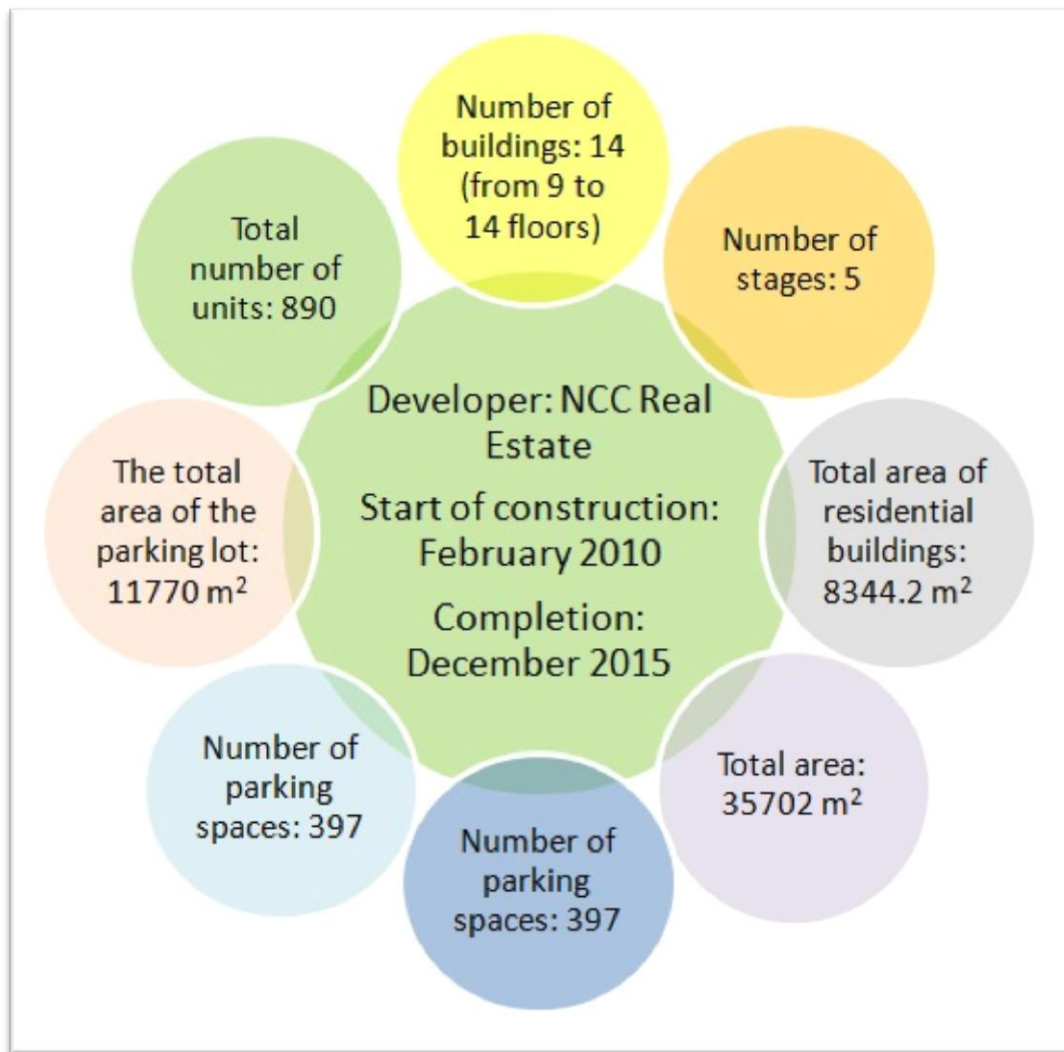 Number of
buildings: 14
(from 9 to
14 floors)
Number of
stages: 5
Total area of
residential
buildings:
8344.2 m²
Total area:
35702 m²
Number of
parking
spaces: 397
Number of
parking
spaces: 397
The total
area of the
parking lot:
11770 m²
Total
number of
units: 890
Developer: NCC Real
Estate
Start of construction:
February 2010
Completion:
December 2015